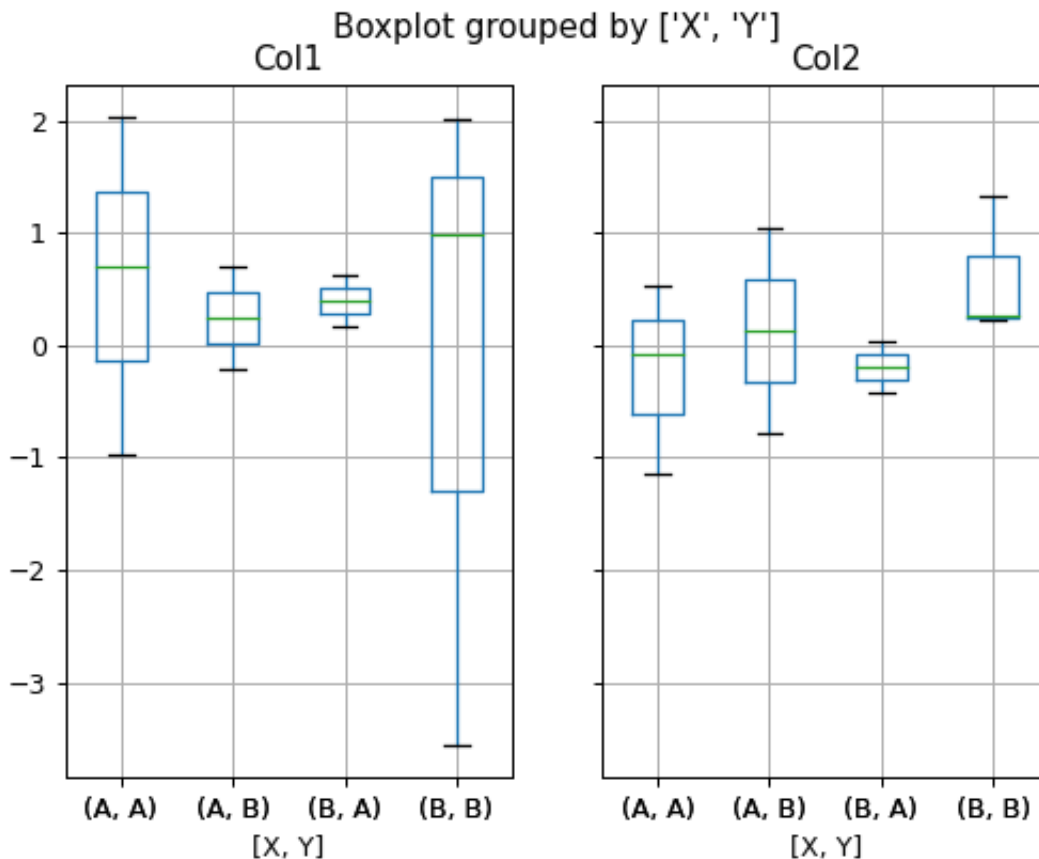 Boxplot grouped by ['X', 'Y']
Col1
Col2
2
1
0
−1
−2
−3
(A, A) (A, B) (B, A) (B, B)
[X, Y]
(A, A) (A, B) (B, A) (B, B)
[X, Y]